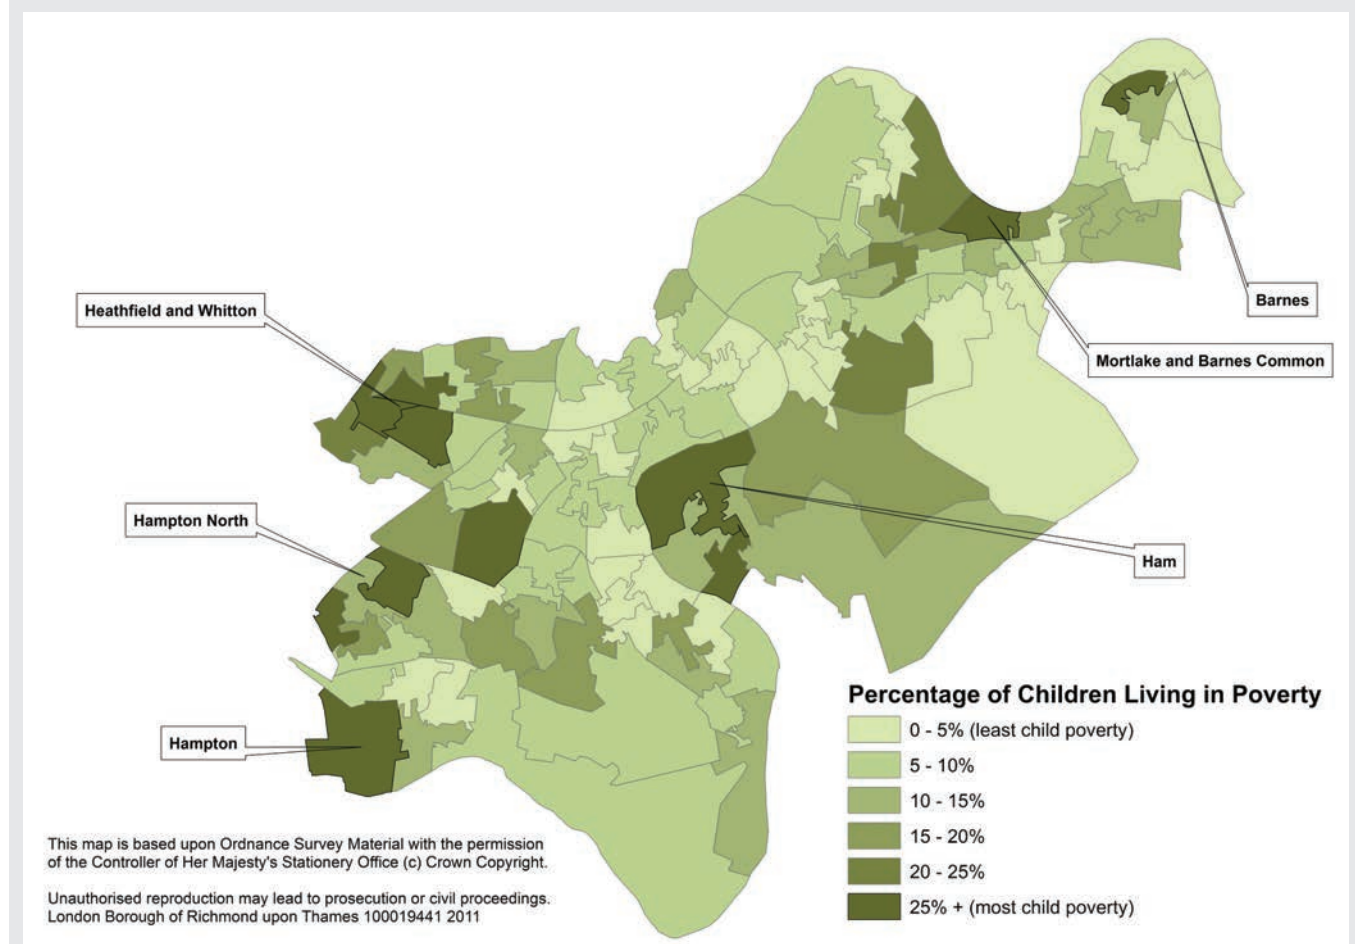 Barnes
Heathfield and Whitton
Mortlake and Barnes Common
Hampton North
Ham
Hampton
Percentage of Children Living in Poverty
0 - 5% (least child poverty)
5 - 10%
10 - 15%
15 - 20%
20 - 25%
25% + (most child poverty)
This map is based upon Ordnance Survey Material with the permission
of the Controller of Her Majesty's Stationery Office (c) Crown Copyright.
Unauthorised reproduction may lead to prosecution or civil proceedings.
London Borough of Richmond upon Thames 100019441 2011